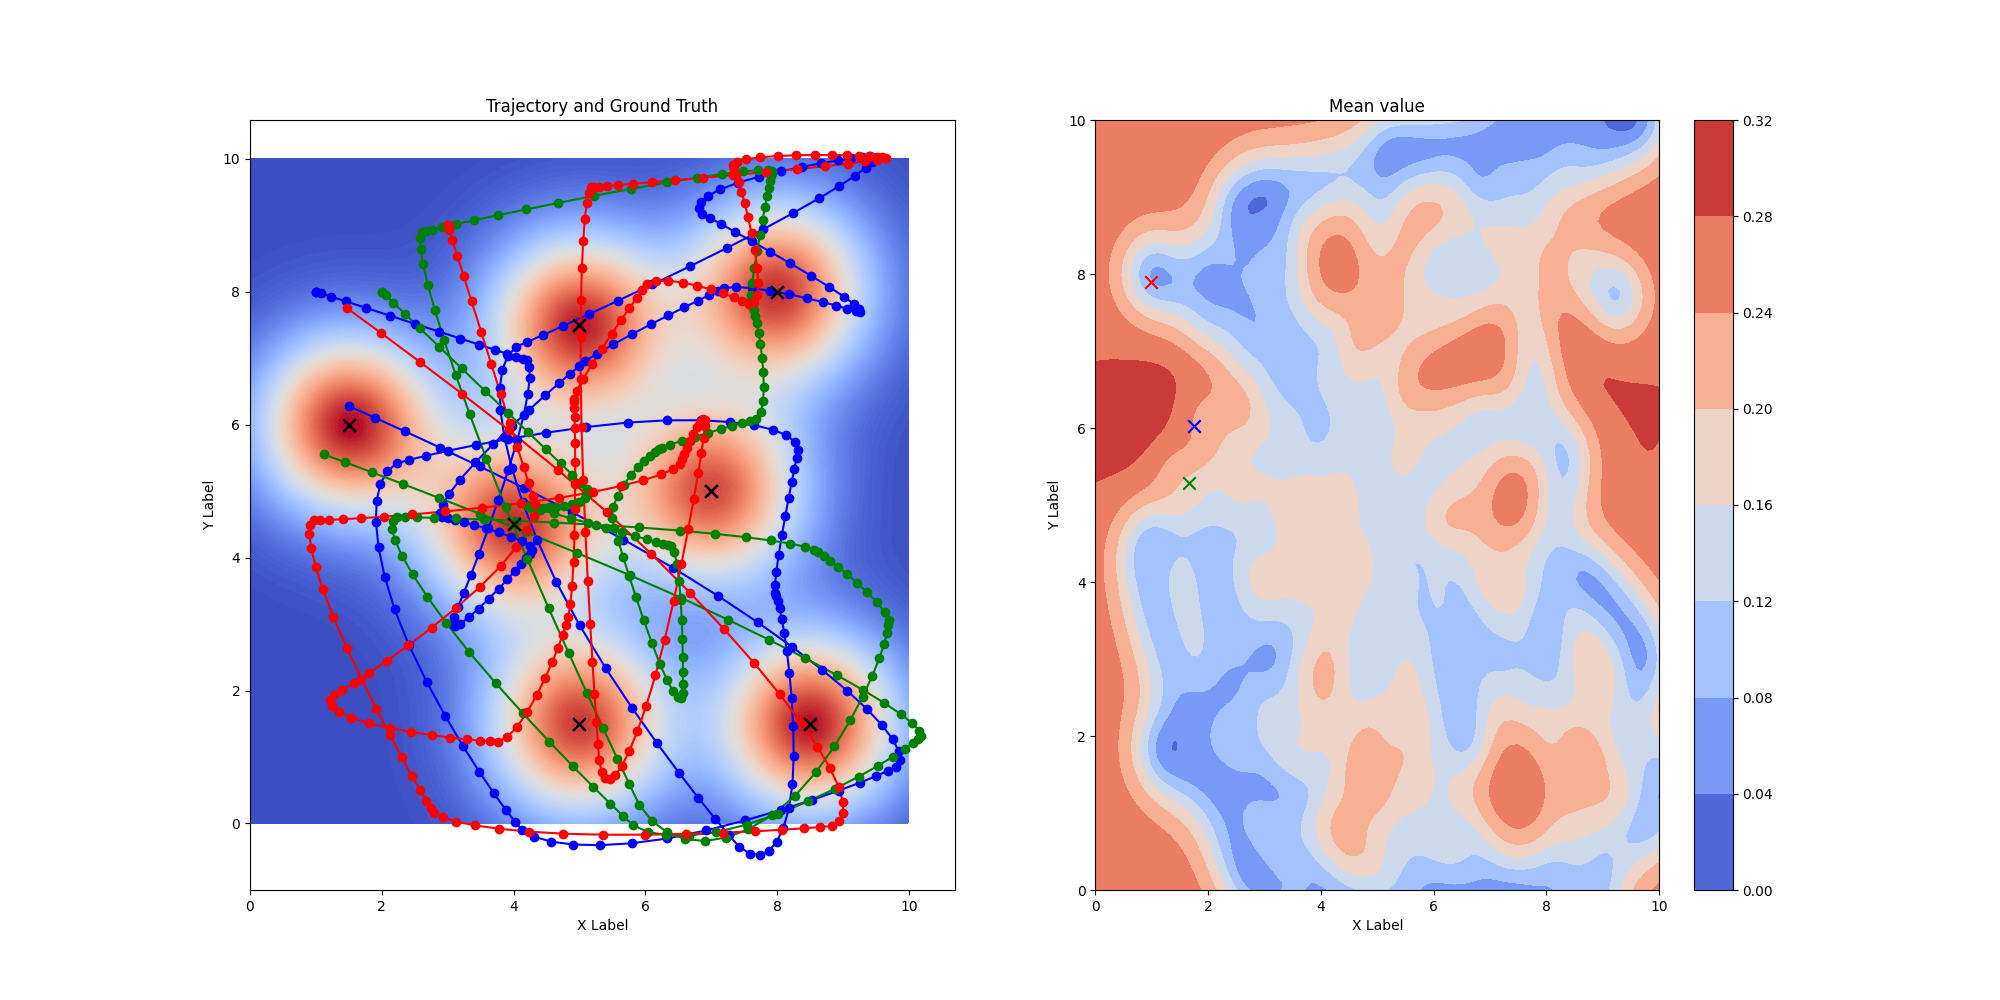 Trajectory and Ground Truth
Y Label
10
8
6
4
2
0
0 2 4 6 8 10
X Label
Mean value
Y Label
10
8
6
4
2
0
0 2 4 6 8 10
X Label
0.32
0.28
0.24
0.20
0.16
0.12
0.08
0.04
0.00